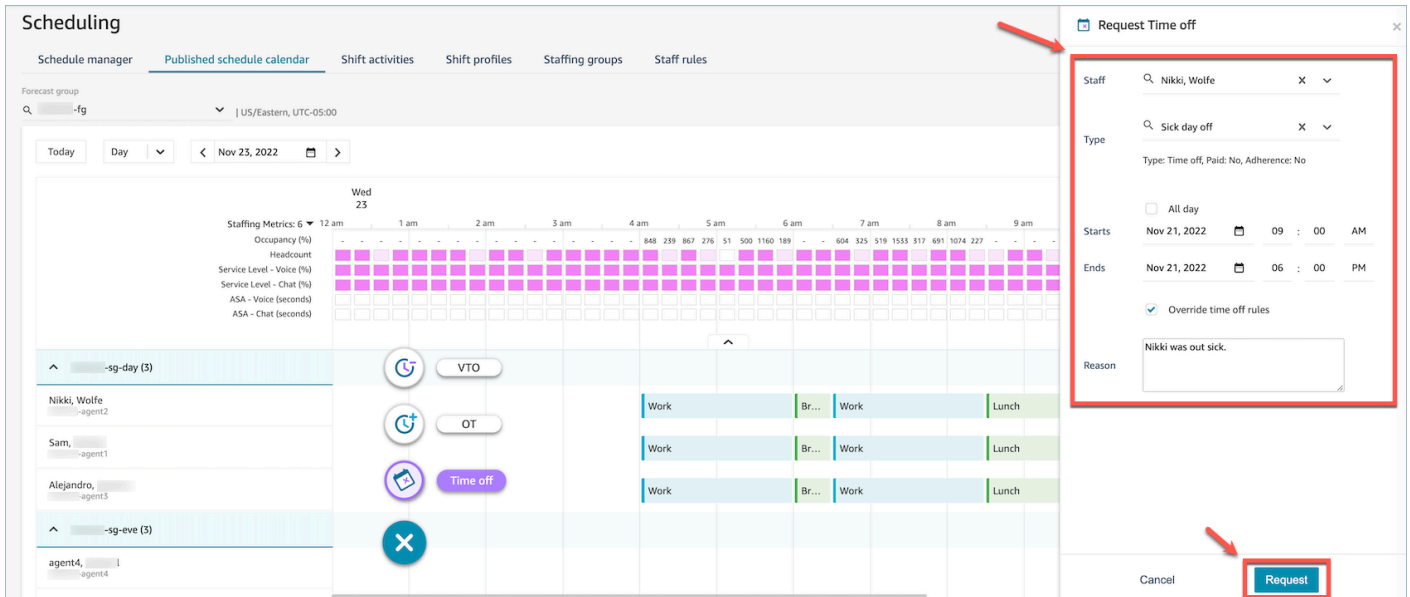 Scheduling
Schedule manager Published schedule calendar Shift activities Shift profiles Staffing groups Staff rules
Forecast group
-fg | US/Eastern, UTC-05:00
Today Day Nov 23, 2022
Wed
23
Staffing Metrics: 6 12 am 1 am 2 am 3 am 4 am 5 am 6 am 7 am 8 am 9 am
Occupancy (%) - - - - - - - - - - - - - - - - 848 239 867 276 51 500 1160 189 - - 604 325 519 1533 317 691 1074 227 - - - -
Headcount
Service Level - Voice (%)
Service Level - Chat (%)
ASA - Voice (seconds)
ASA - Chat (seconds)
-sg-day (3)
VTO
Nikki, Wolfe
-agent2
Work Br... Work Lunch
OT
Sam,
-agent1
Work Br... Work Lunch
Alejandro,
-agent3
Time off
Work Br... Work Lunch
-sg-eve (3)
agent4,
-agent4
Request Time off
Staff Nikki, Wolfe
Type Sick day off
Type: Time off, Paid: No, Adherence: No
All day
Starts Nov 21, 2022 09 : 00 AM
Ends Nov 21, 2022 06 : 00 PM
Override time off rules
Reason Nikki was out sick.
Cancel Request